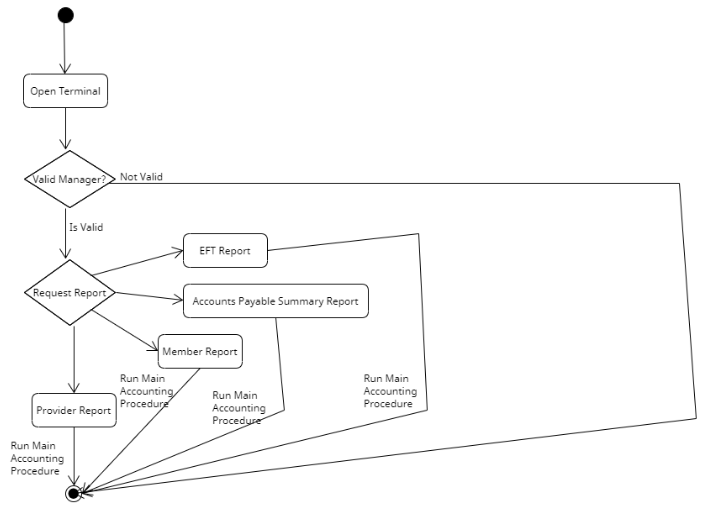 Open Terminal
Valid Manager?
Not Valid
Is Valid
EFT Report
Request Report
Accounts Payable Summary Report
Member Report
Run Main
Accounting
Procedure
Run Main
Accounting
Procedure
Run Main
Accounting
Procedure
Provider Report
Run Main
Accounting
Procedure